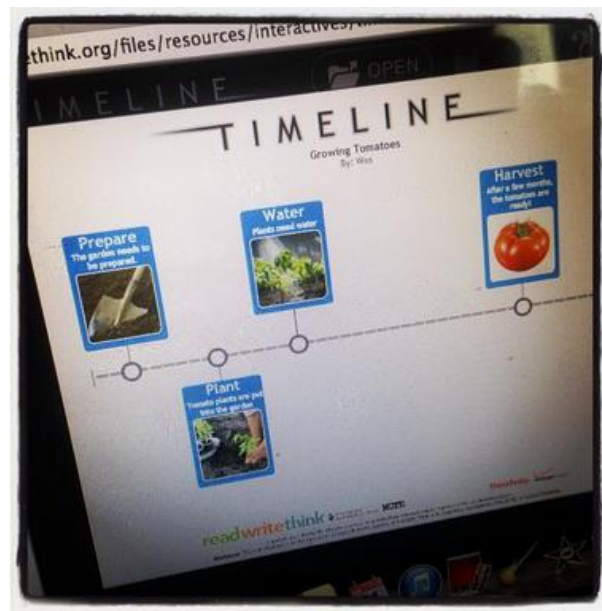 ethink.org/files/resources/interactives/
TIMELINE
OPEN
?
TIMELINE
Growing Tomatoes
By: Wes
Prepare
The garden needs to
be prepared.
Water
Plants need water
Harvest
After a few months,
the tomatoes are
ready!
Plant
Tomato plants are put
into the garden
readwritethink
NCTE